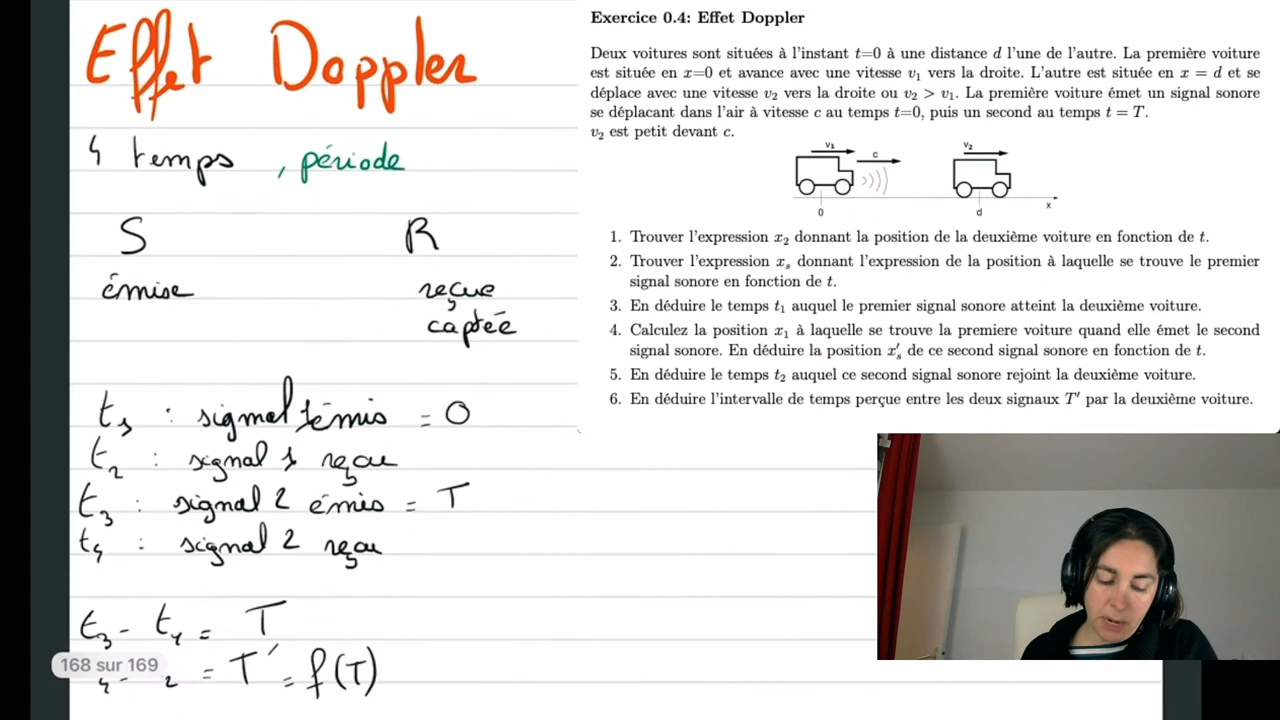 Effet Doppler
4 temps , période
S R
émise reçue
captée
t1 : signal 1 émis = 0
t2 : signal 1 reçu
t3 : signal 2 émis = T
t4 : signal 2 reçu
t3 - t1 = T
4 - 2 = T' = f(T)
168 sur 169
Exercice 0.4: Effet Doppler
Deux voitures sont situées à l'instant t=0 à une distance d l'une de l'autre. La première voiture
est située en x=0 et avance avec une vitesse v1 vers la droite. L'autre est située en x = d et se
déplace avec une vitesse v2 vers la droite ou v2 > v1. La première voiture émet un signal sonore
se déplacant dans l'air à vitesse c au temps t=0, puis un second au temps t = T.
v2 est petit devant c.
v1 c v2
0 d x
1. Trouver l'expression x2 donnant la position de la deuxième voiture en fonction de t.
2. Trouver l'expression xs donnant l'expression de la position à laquelle se trouve le premier
signal sonore en fonction de t.
3. En déduire le temps t1 auquel le premier signal sonore atteint la deuxième voiture.
4. Calculez la position x1 à laquelle se trouve la premiere voiture quand elle émet le second
signal sonore. En déduire la position x's de ce second signal sonore en fonction de t.
5. En déduire le temps t2 auquel ce second signal sonore rejoint la deuxième voiture.
6. En déduire l'intervalle de temps perçue entre les deux signaux T' par la deuxième voiture.